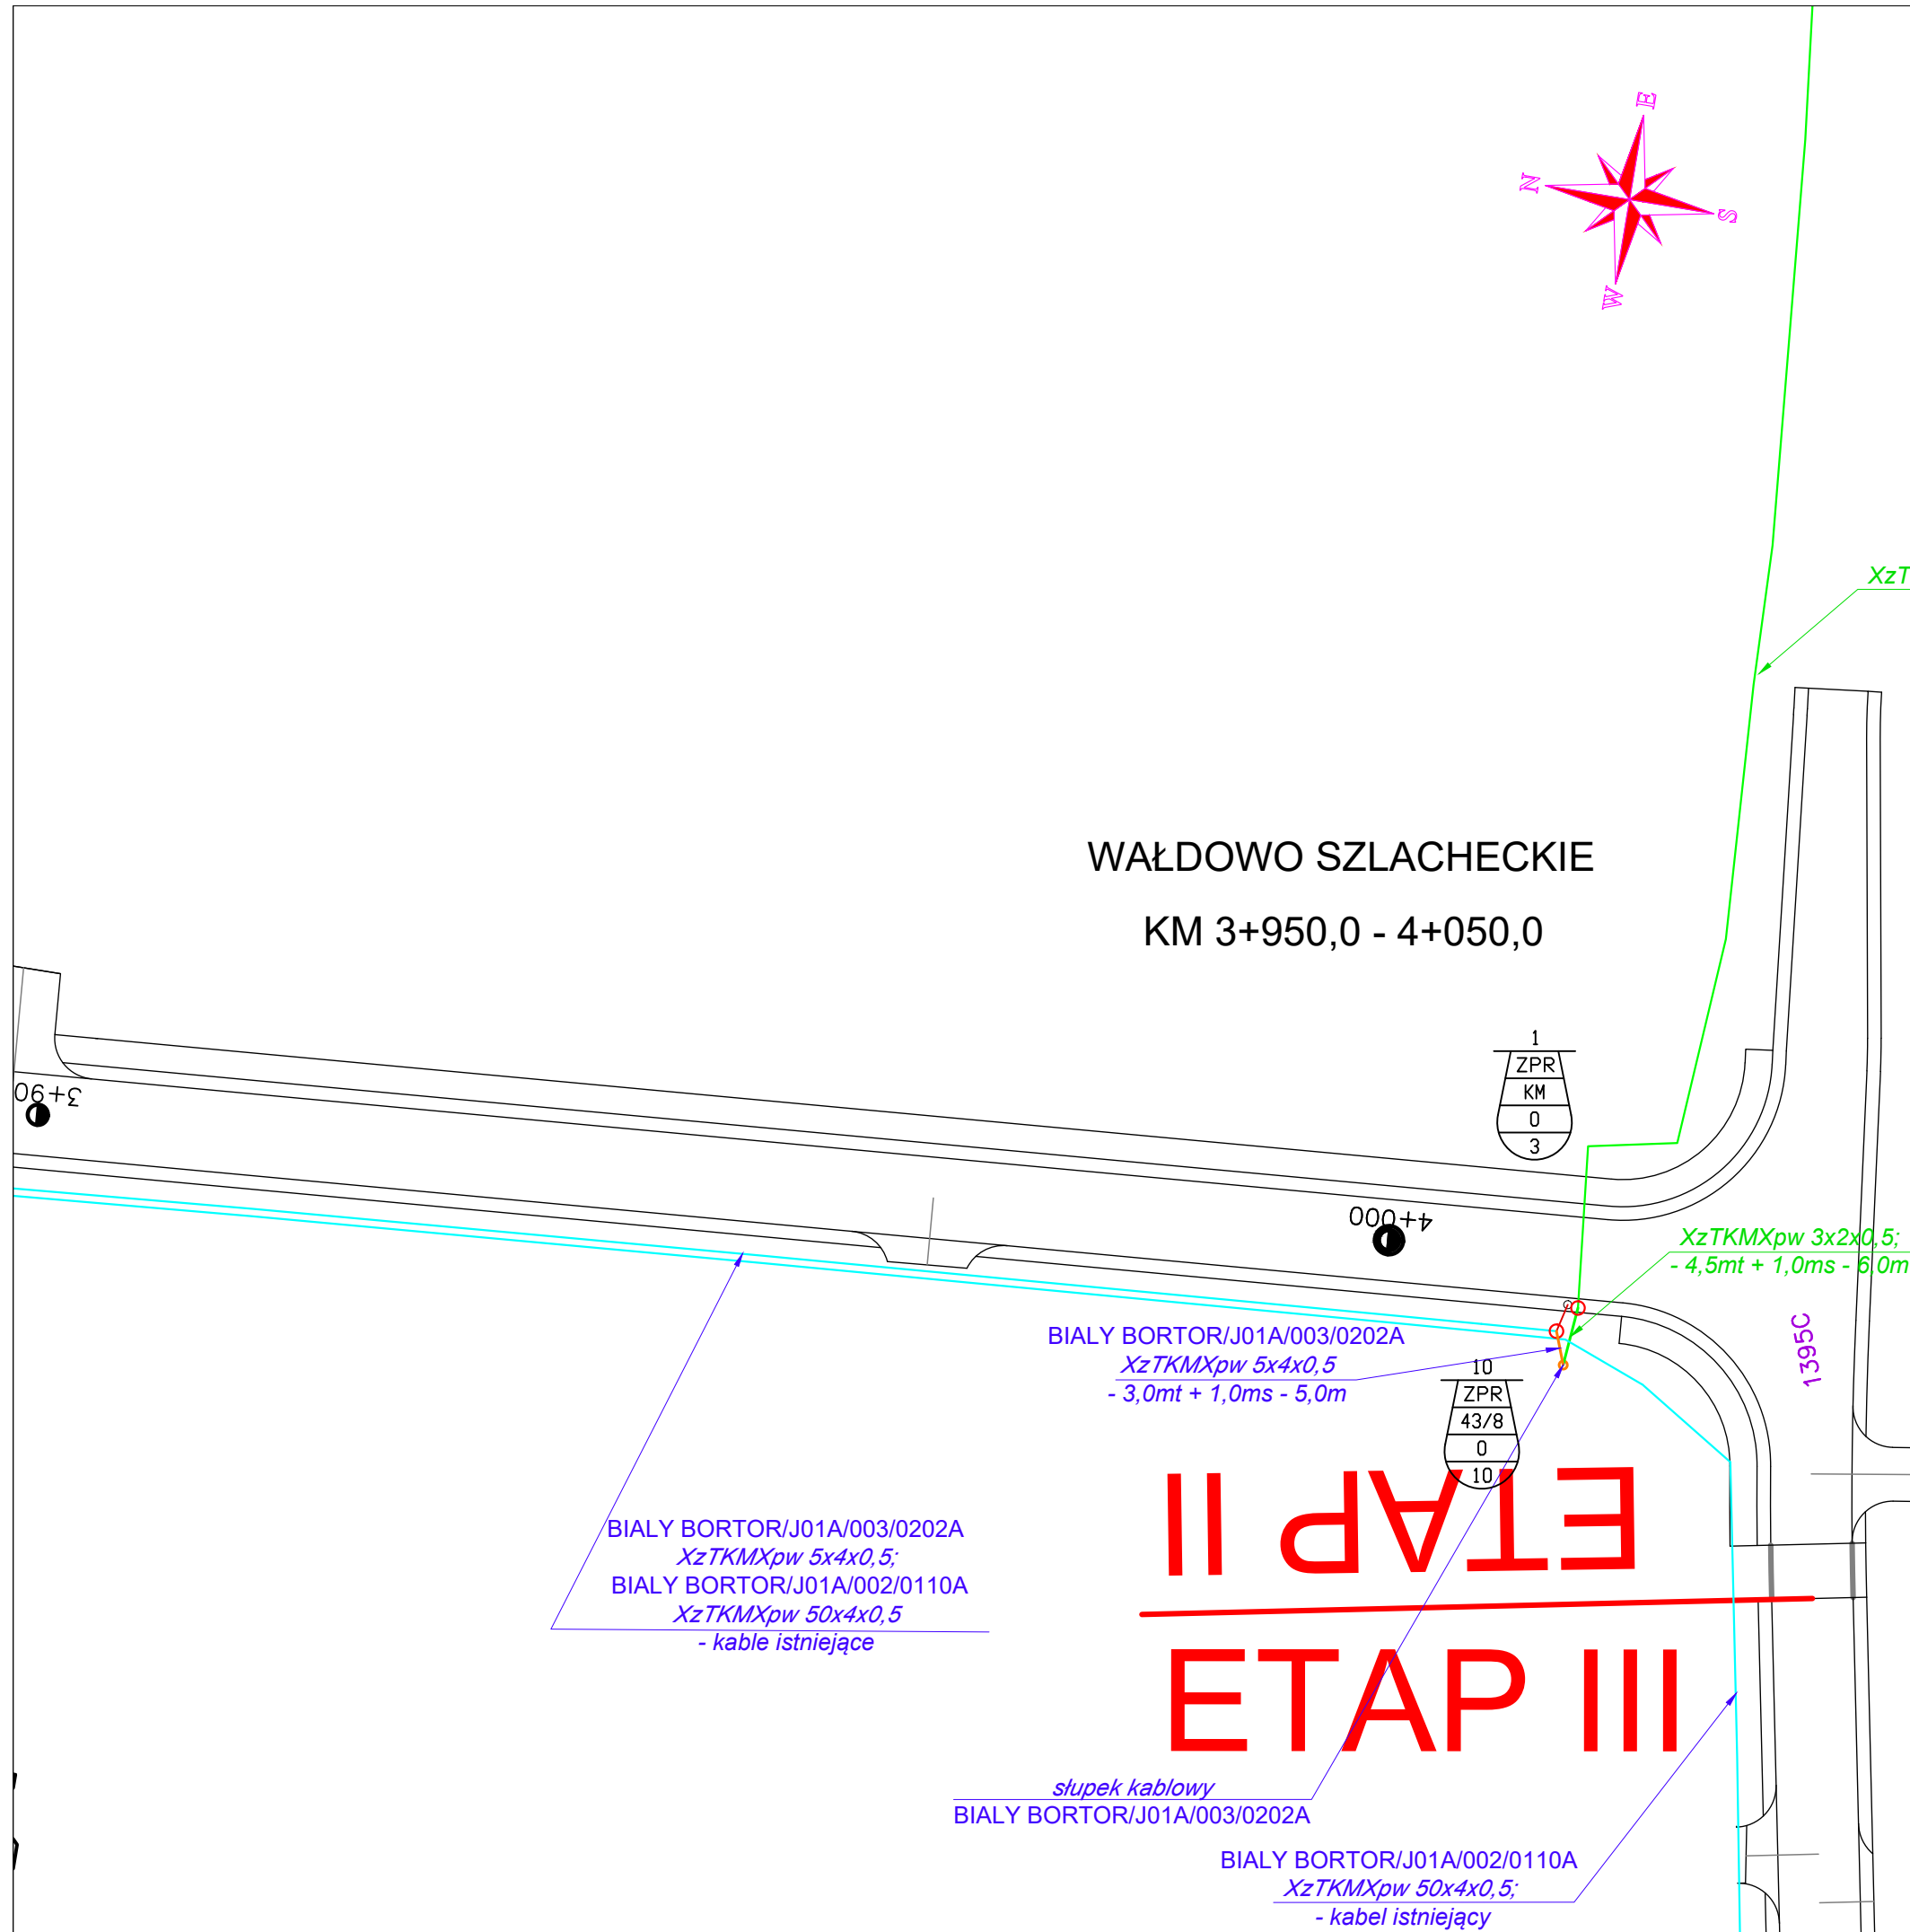 E
N
S
W
XzT
WAŁDOWO SZLACHECKIE
KM 3+950,0 - 4+050,0
3+90
1
ZPR
KM
0
3
4+000
XzTKMXpw 3x2x0,5;
- 4,5mt + 1,0ms - 6,0m
1395C
BIALY BORTOR/J01A/003/0202A
XzTKMXpw 5x4x0,5
- 3,0mt + 1,0ms - 5,0m
10
ZPR
43/8
0
10
ETAP II
BIALY BORTOR/J01A/003/0202A
XzTKMXpw 5x4x0,5;
BIALY BORTOR/J01A/002/0110A
XzTKMXpw 50x4x0,5
- kable istniejące
ETAP III
słupek kablowy
BIALY BORTOR/J01A/003/0202A
BIALY BORTOR/J01A/002/0110A
XzTKMXpw 50x4x0,5;
- kabel istniejący